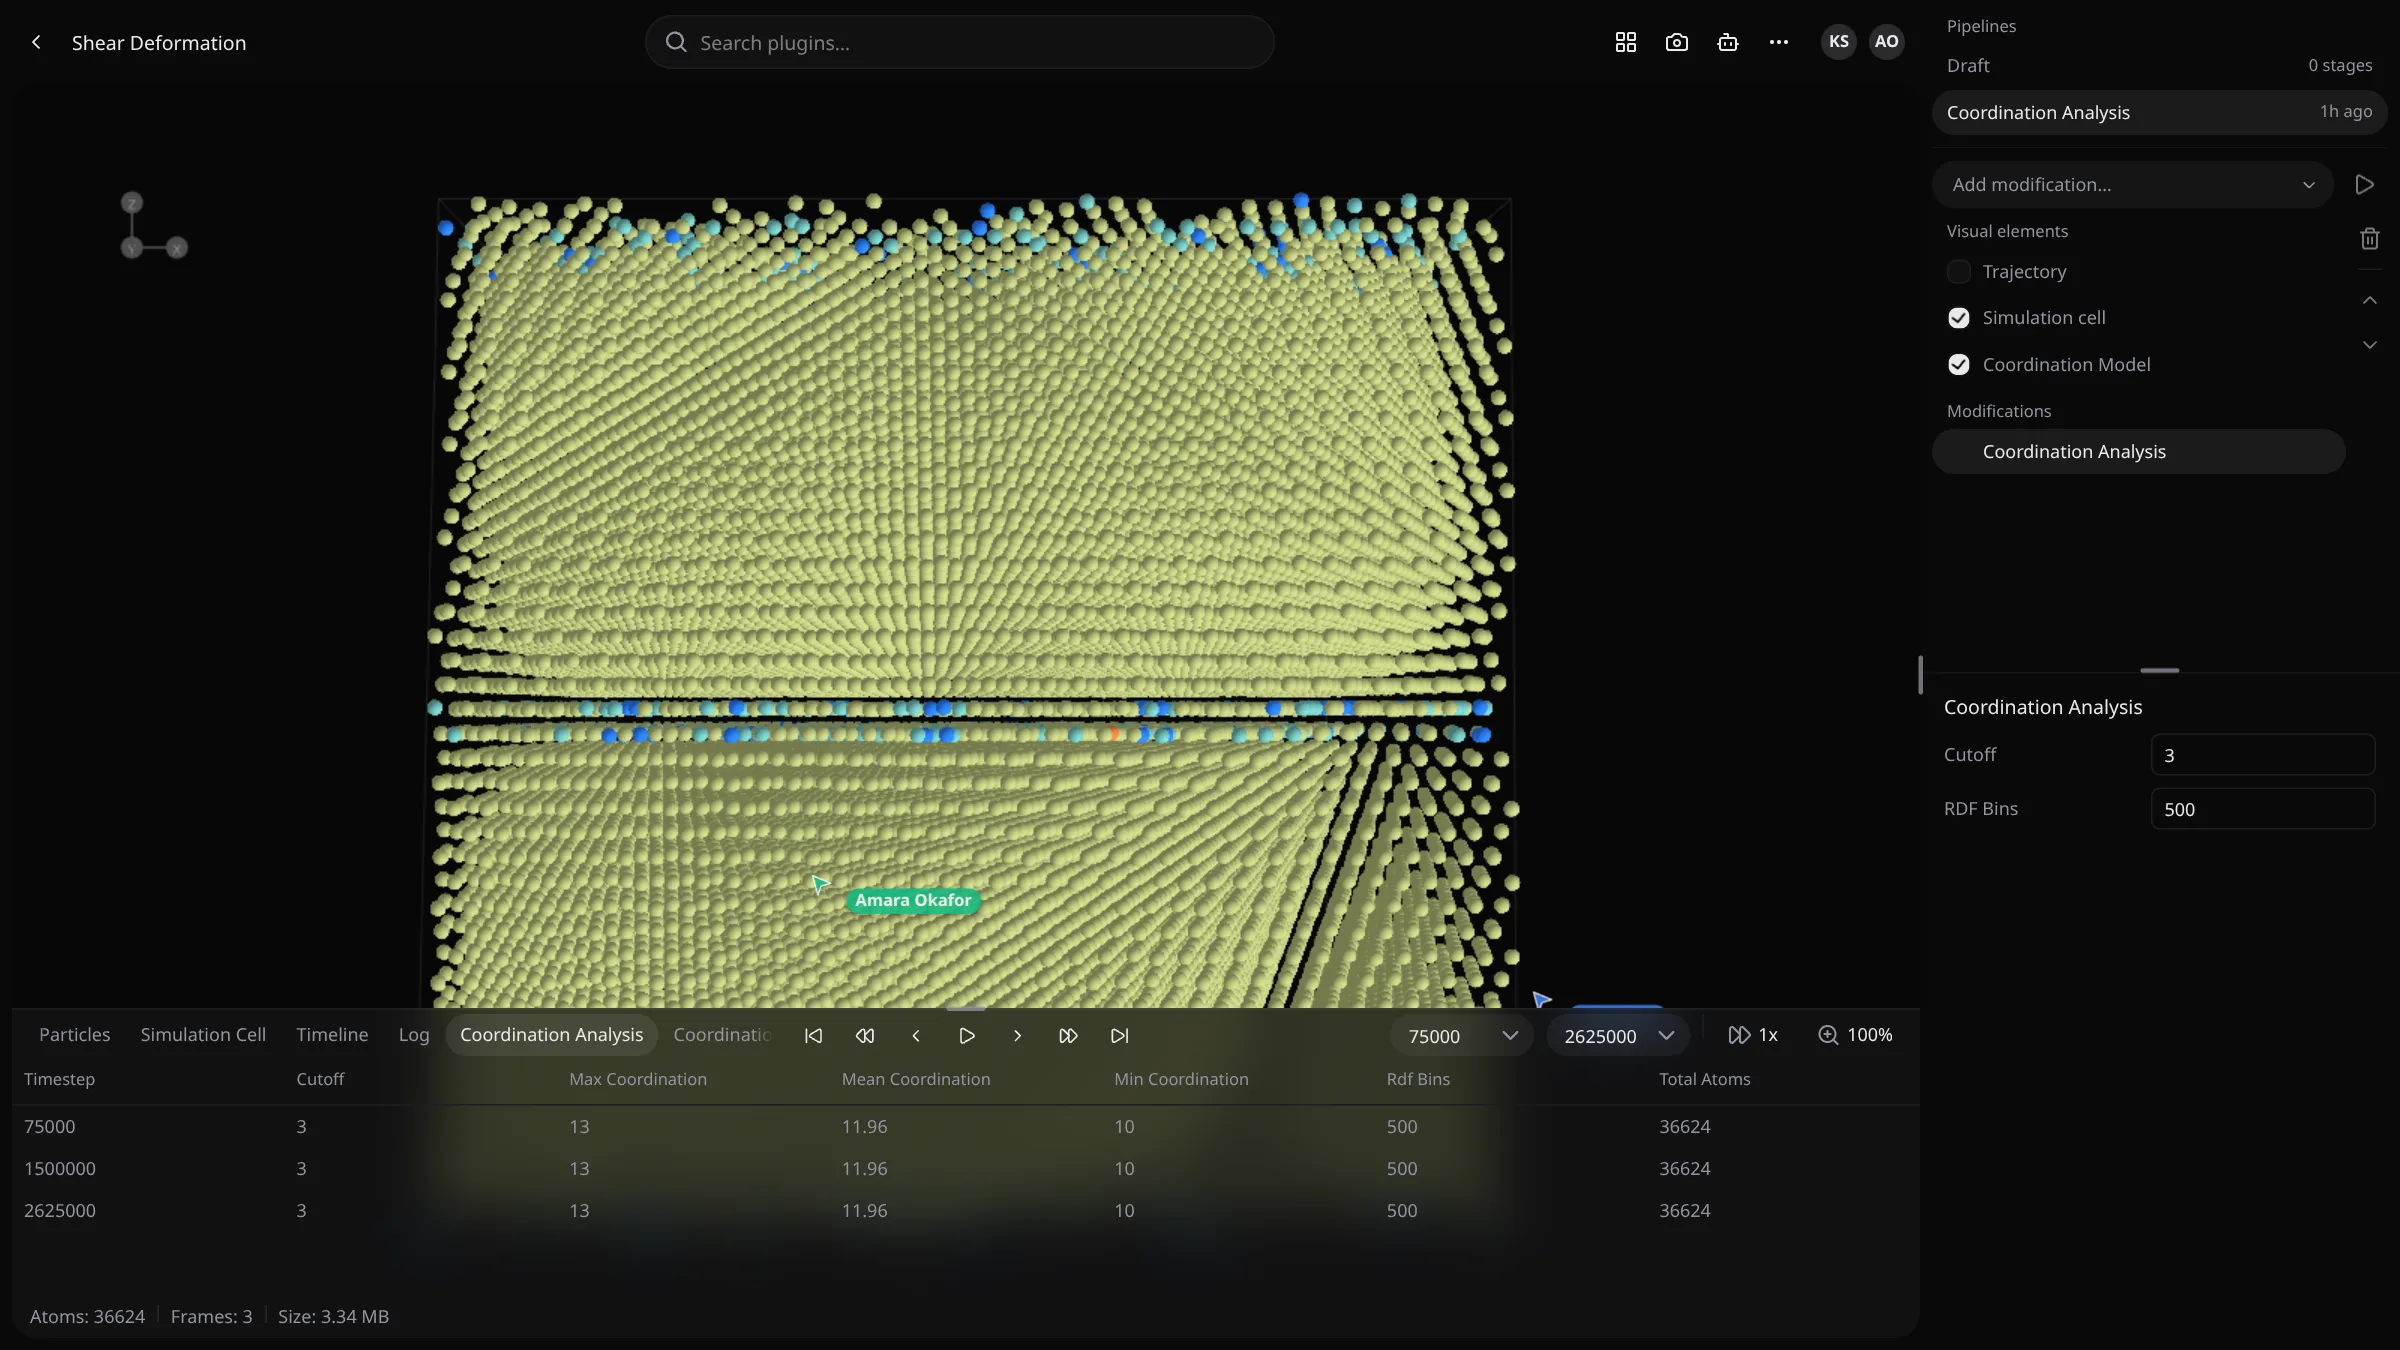 Shear Deformation
Search plugins...
KS
AO
Z
Y
X
Amara Okafor
Pipelines
Draft
0 stages
Coordination Analysis
1h ago
Add modification...
Visual elements
Trajectory
Simulation cell
Coordination Model
Modifications
Coordination Analysis
Coordination Analysis
Cutoff
3
RDF Bins
500
Particles
Simulation Cell
Timeline
Log
Coordination Analysis
Coordinatio
75000
2625000
1x
100%
Timestep Cutoff Max Coordination Mean Coordination Min Coordination Rdf Bins Total Atoms
75000 3 13 11.96 10 500 36624
1500000 3 13 11.96 10 500 36624
2625000 3 13 11.96 10 500 36624
Atoms: 36624
Frames: 3
Size: 3.34 MB